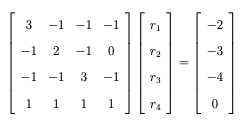 3 −1 −1 −1 r₁ −2
−1 2 −1 0 r₂ −3
−1 −1 3 −1 r₃ = −4
1 1 1 1 r₄ 0